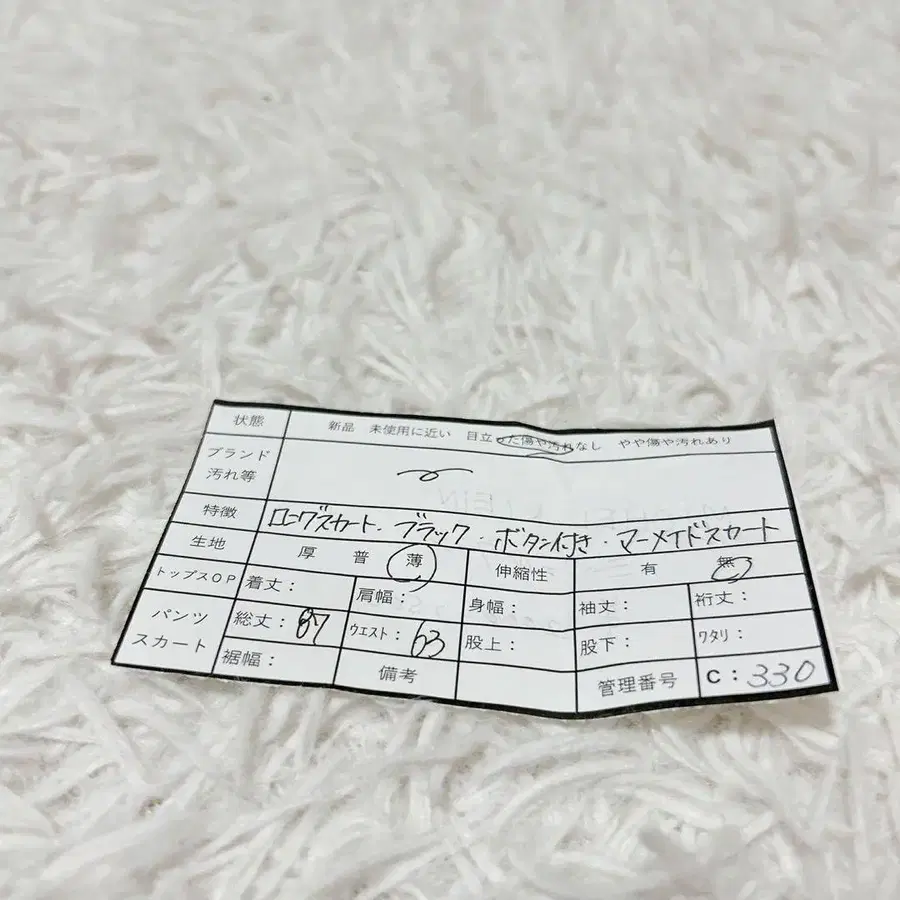 状態 新品 未使用に近い 目立った傷や汚れなし やや傷や汚れあり
ブランド
汚れ等
特徴 ロングスカート・ブラック・ボタン付き・マーメイドスカート
生地 厚 普 薄 伸縮性 有 無
トップスOP 着丈： 肩幅： 身幅： 袖丈： 裄丈：
パンツ スカート 総丈：87 ウエスト：63 股上： 股下： ワタリ：
裾幅： 備考 管理番号 C：330